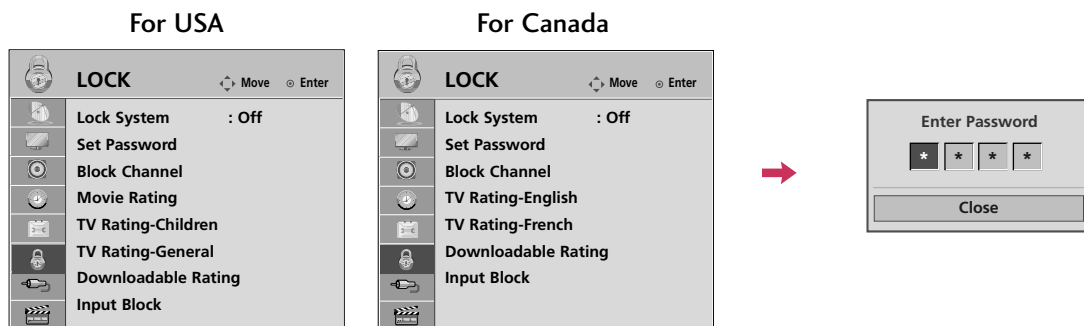 For USA
LOCK Move Enter
Lock System : Off
Set Password
Block Channel
Movie Rating
TV Rating-Children
TV Rating-General
Downloadable Rating
Input Block
For Canada
LOCK Move Enter
Lock System : Off
Set Password
Block Channel
TV Rating-English
TV Rating-French
Downloadable Rating
Input Block
Enter Password
* * * *
Close